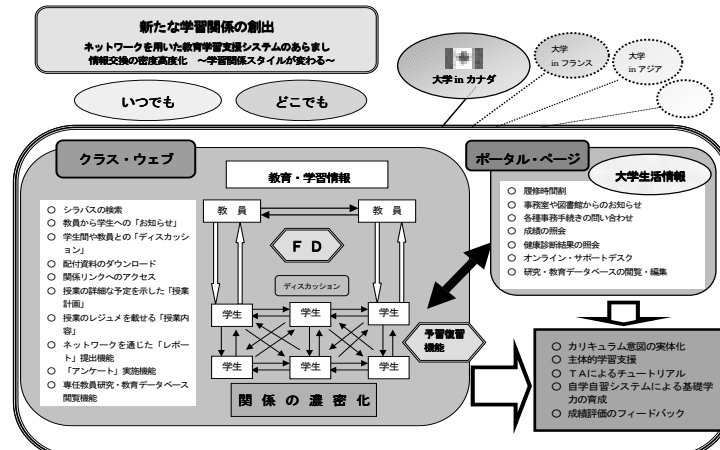 新たな学習関係の創出
ネットワークを用いた教育学習支援システムのあらまし
情報交換の密度高度化　～学習関係スタイルが変わる～
いつでも
どこでも
大学 in カナダ
大学
in フランス
大学
in アジア
クラス・ウェブ
教育・学習情報
○ シラバスの検索
○ 教員から学生への「お知らせ」
○ 学生間や教員との「ディスカッシ
ョン」
○ 配付資料のダウンロード
○ 関係リンクへのアクセス
○ 授業の詳細な予定を示した「授業
計画」
○ 授業のレジュメを載せる「授業内
容」
○ ネットワークを通じた「レポー
ト」提出機能
○ 「アンケート」実施機能
○ 専任教員研究・教育データベース
閲覧機能
教 員
教 員
ＦＤ
ディスカッション
学生
学生
学生
学生
学生
学生
関 係 の 濃 密 化
予習復習
機能
ポータル・ページ
大学生活情報
○ 履修時間割
○ 事務室や図書館からのお知らせ
○ 各種事務手続きの問い合わせ
○ 成績の照会
○ 健康診断結果の照会
○ オンライン・サポートデスク
○ 研究・教育データベースの閲覧・編集
○ カリキュラム意図の実体化
○ 主体的学習支援
○ ＴＡによるチュートリアル
○ 自学自習システムによる基礎学
力の育成
○ 成績評価のフィードバック